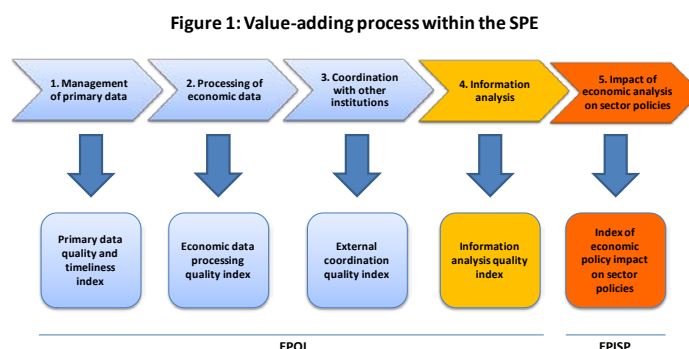 Figure 1: Value-adding process within the SPE
1. Management
of primary data
2. Processing of
economic data
3. Coordination
with other
institutions
4. Information
analysis
5. Impact of
economic analysis
on sector policies
Primary data
quality and
timeliness
index
Economic data
processing
quality index
External
coordination
quality index
Information
analysis quality
index
Index of
economic
policy impact
on sector
policies
EPQI
EPISP